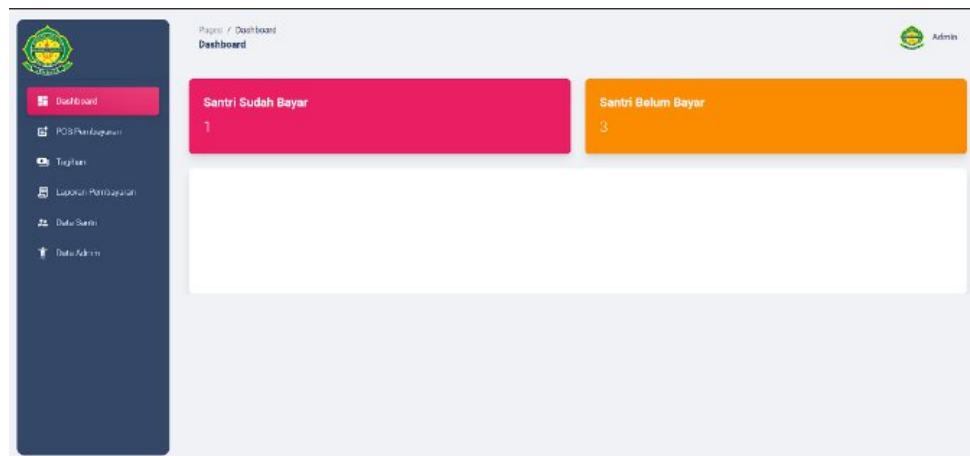 Pages / Dashboard
Dashboard
Admin
Dashboard
POS Pembayaran
Tagihan
Laporan Pembayaran
Data Santri
Data Admin
Santri Sudah Bayar
1
Santri Belum Bayar
3